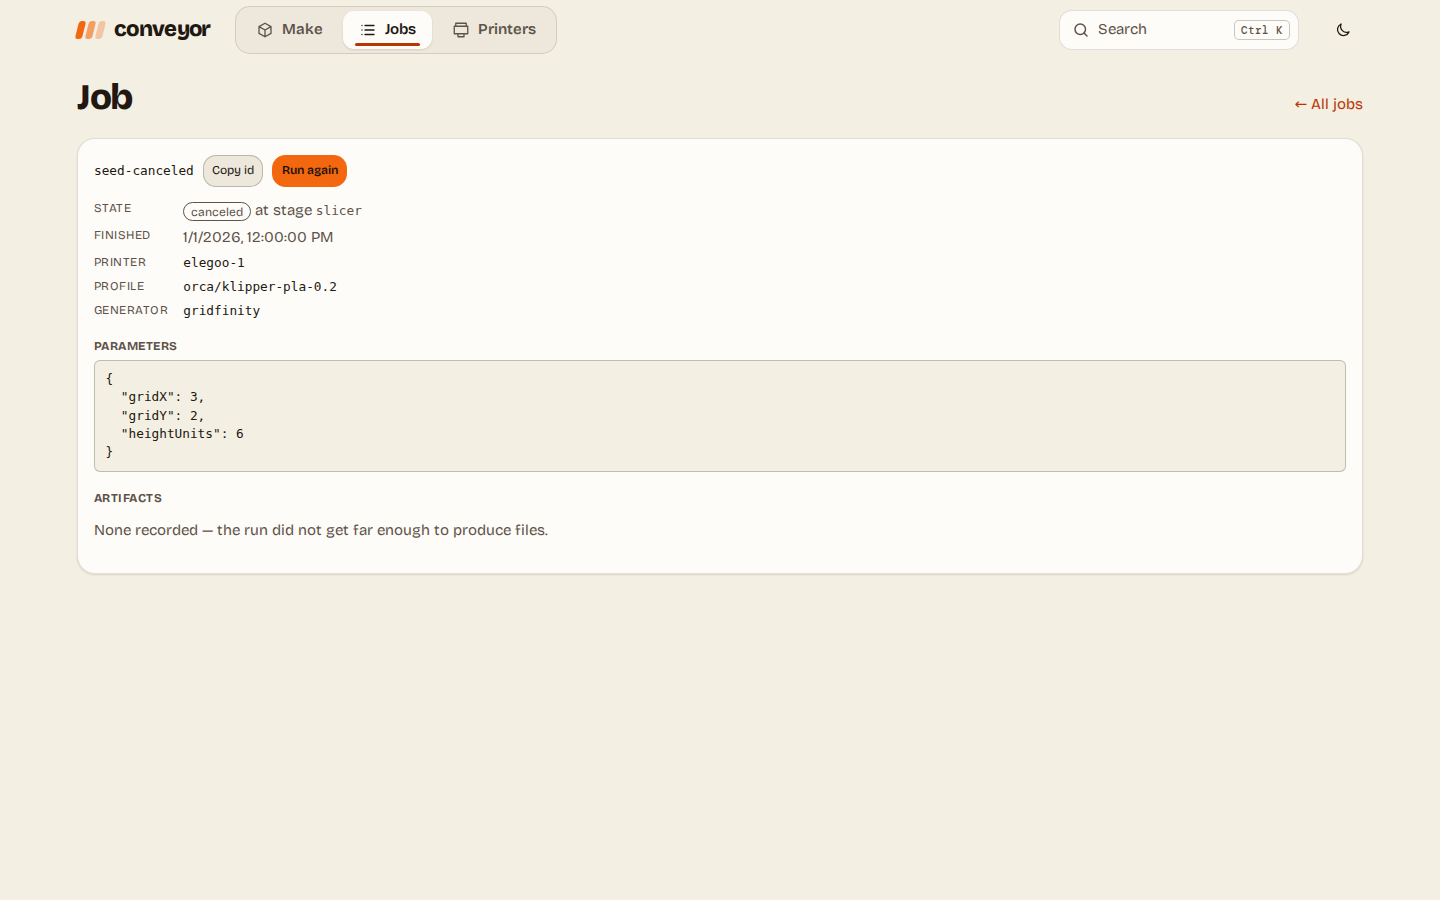 conveyor
Make
Jobs
Printers
Search
Ctrl K
Job
← All jobs
seed-canceled
Copy id
Run again
STATE
canceled at stage slicer
FINISHED
1/1/2026, 12:00:00 PM
PRINTER
elegoo-1
PROFILE
orca/klipper-pla-0.2
GENERATOR
gridfinity
PARAMETERS
{
"gridX": 3,
"gridY": 2,
"heightUnits": 6
}
ARTIFACTS
None recorded — the run did not get far enough to produce files.